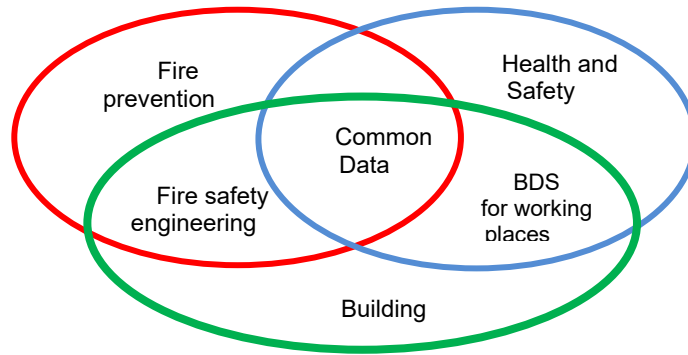 Fire
prevention
Health and
Safety
Common
Data
Fire safety
engineering
BDS
for working
places
Building